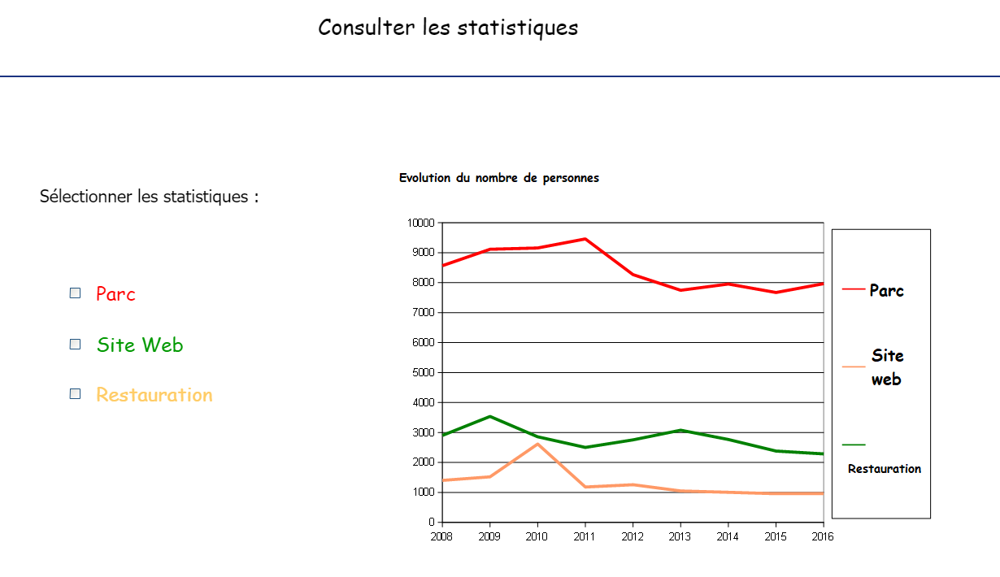 Consulter les statistiques
Sélectionner les statistiques :
Parc
Site Web
Restauration
Evolution du nombre de personnes
10000
9000
8000
7000
6000
5000
4000
3000
2000
1000
0
2008 2009 2010 2011 2012 2013 2014 2015 2016
Parc
Site
web
Restauration